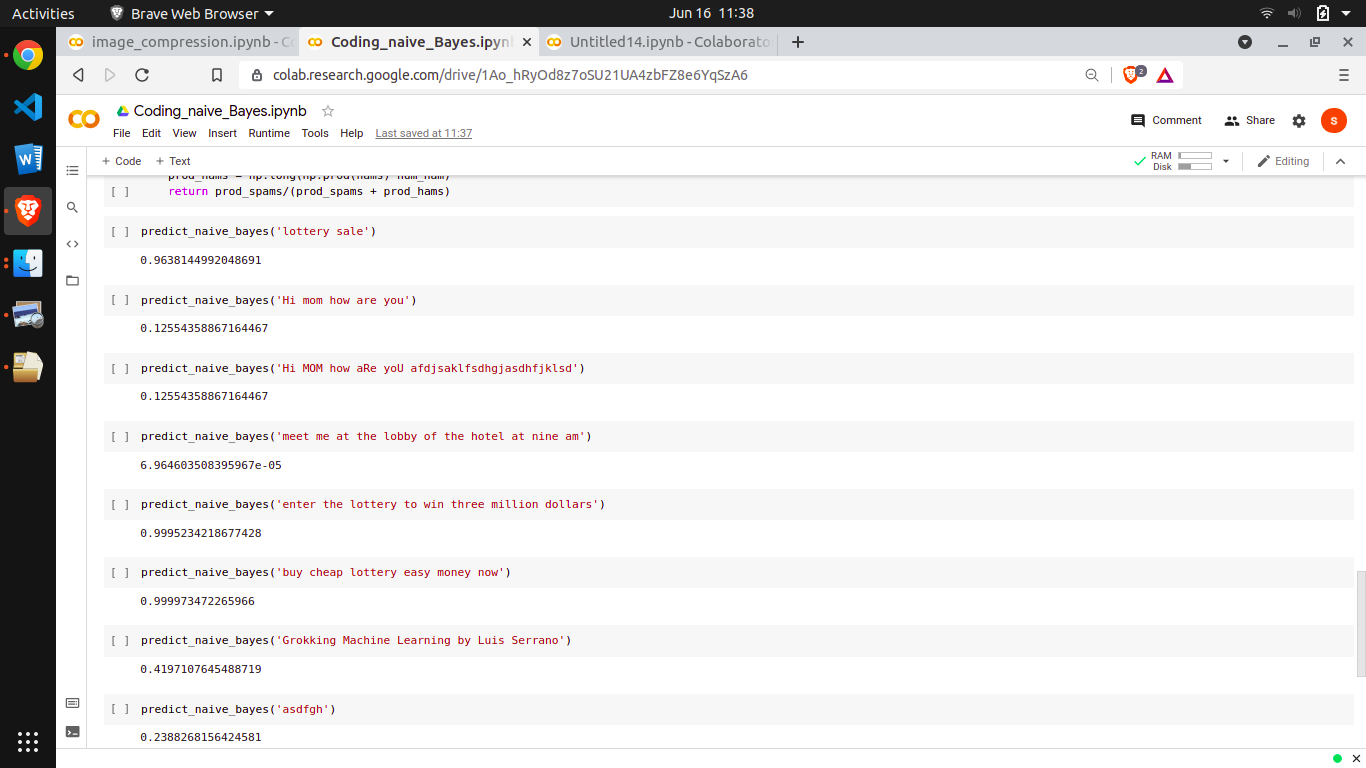 Activities
Brave Web Browser
Jun 16 11:38
image_compression.ipynb - C
Coding_naive_Bayes.ipyn
Untitled14.ipynb - Colaborato
colab.research.google.com/drive/1Ao_hRyOd8z7oSU21UA4zbFZ8e6YqSzA6
2
Coding_naive_Bayes.ipynb
File Edit View Insert Runtime Tools Help Last saved at 11:37
Comment Share S
+ Code + Text
RAM
Disk
Editing
[ ] return prod_spams/(prod_spams + prod_hams)
[ ] predict_naive_bayes('lottery sale')
0.9638144992048691
[ ] predict_naive_bayes('Hi mom how are you')
0.12554358867164467
[ ] predict_naive_bayes('Hi MOM how aRe yoU afdjsaklfsdhgjasdhfjklsd')
0.12554358867164467
[ ] predict_naive_bayes('meet me at the lobby of the hotel at nine am')
6.964603508395967e-05
[ ] predict_naive_bayes('enter the lottery to win three million dollars')
0.9995234218677428
[ ] predict_naive_bayes('buy cheap lottery easy money now')
0.999973472265966
[ ] predict_naive_bayes('Grokking Machine Learning by Luis Serrano')
0.4197107645488719
[ ] predict_naive_bayes('asdfgh')
0.2388268156424581